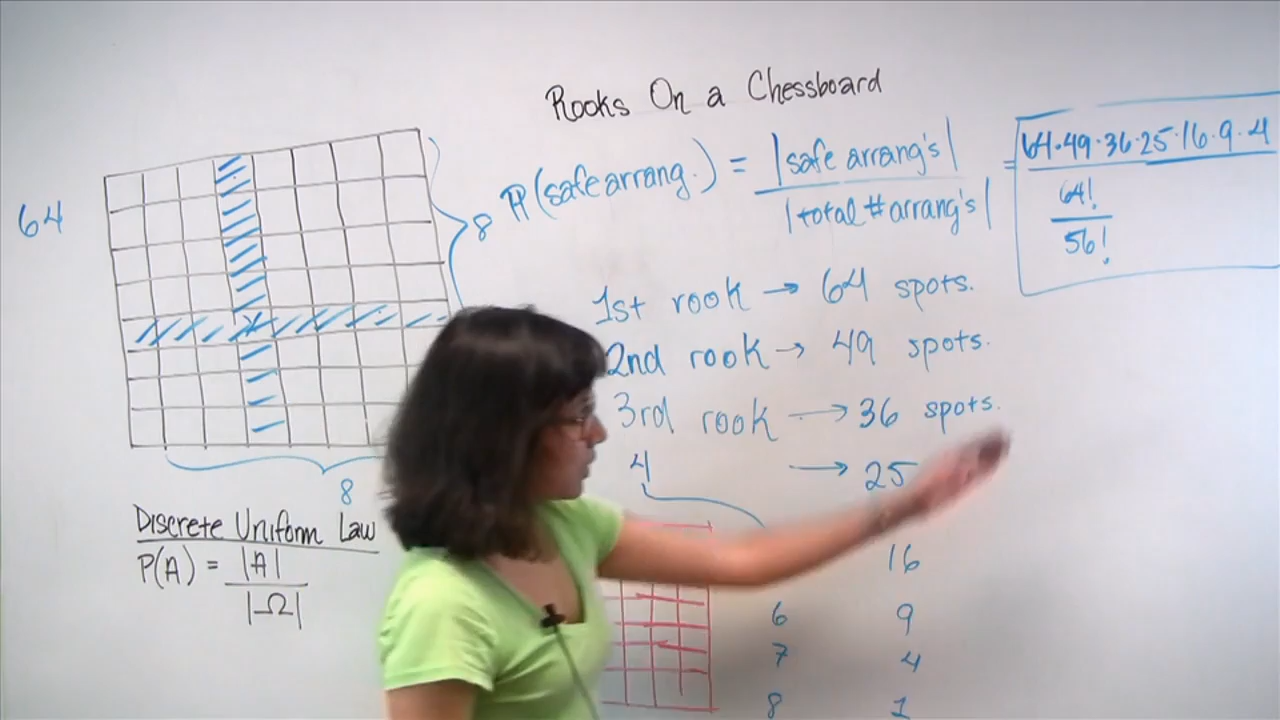 Rooks On a Chessboard
64
8
8
P(safe arrang.) = |safe arrang's| / |total # arrang's| = 64·49·36·25·16·9·4 / 64!/56!
1st rook → 64 spots.
2nd rook → 49 spots.
3rd rook → 36 spots.
4 → 25
16
6 9
7 4
8 1
Discrete Uniform Law
P(A) = |A| / |Ω|